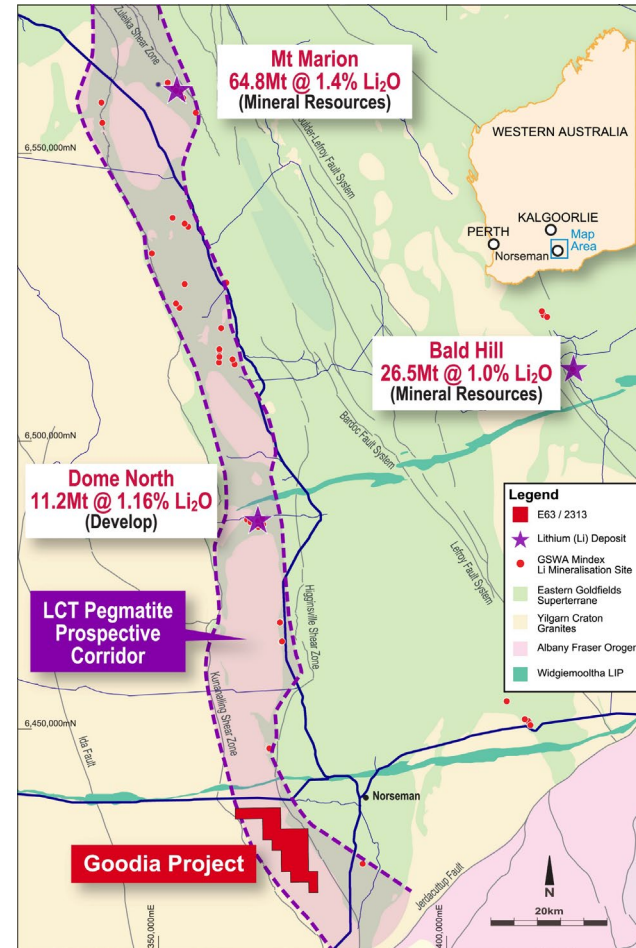 Zuleika Shear Zone
Mt Marion
64.8Mt @ 1.4% Li₂O
(Mineral Resources)
WESTERN AUSTRALIA
KALGOORLIE
PERTH
Map
Area
Norseman
6,550,000mN
Boulder-Lefroy Fault System
Bald Hill
26.5Mt @ 1.0% Li₂O
(Mineral Resources)
6,500,000mN
Bardoc Fault System
Dome North
11.2Mt @ 1.16% Li₂O
(Develop)
Lefroy Fault System
Legend
E63 / 2313
Lithium (Li) Deposit
GSWA Mindex
Li Mineralisation Site
Eastern Goldfields
Superterrane
Yilgarn Craton
Granites
Albany Fraser Oroger
Widgiemooltha LIP
LCT Pegmatite
Prospective
Corridor
Higginsville Shear Zone
Kunanalling Shear Zone
Ida Fault
6,450,000mN
Norseman
Goodia Project
Jerdacuttup Fault
N
20km
350,000mE
400,000mE